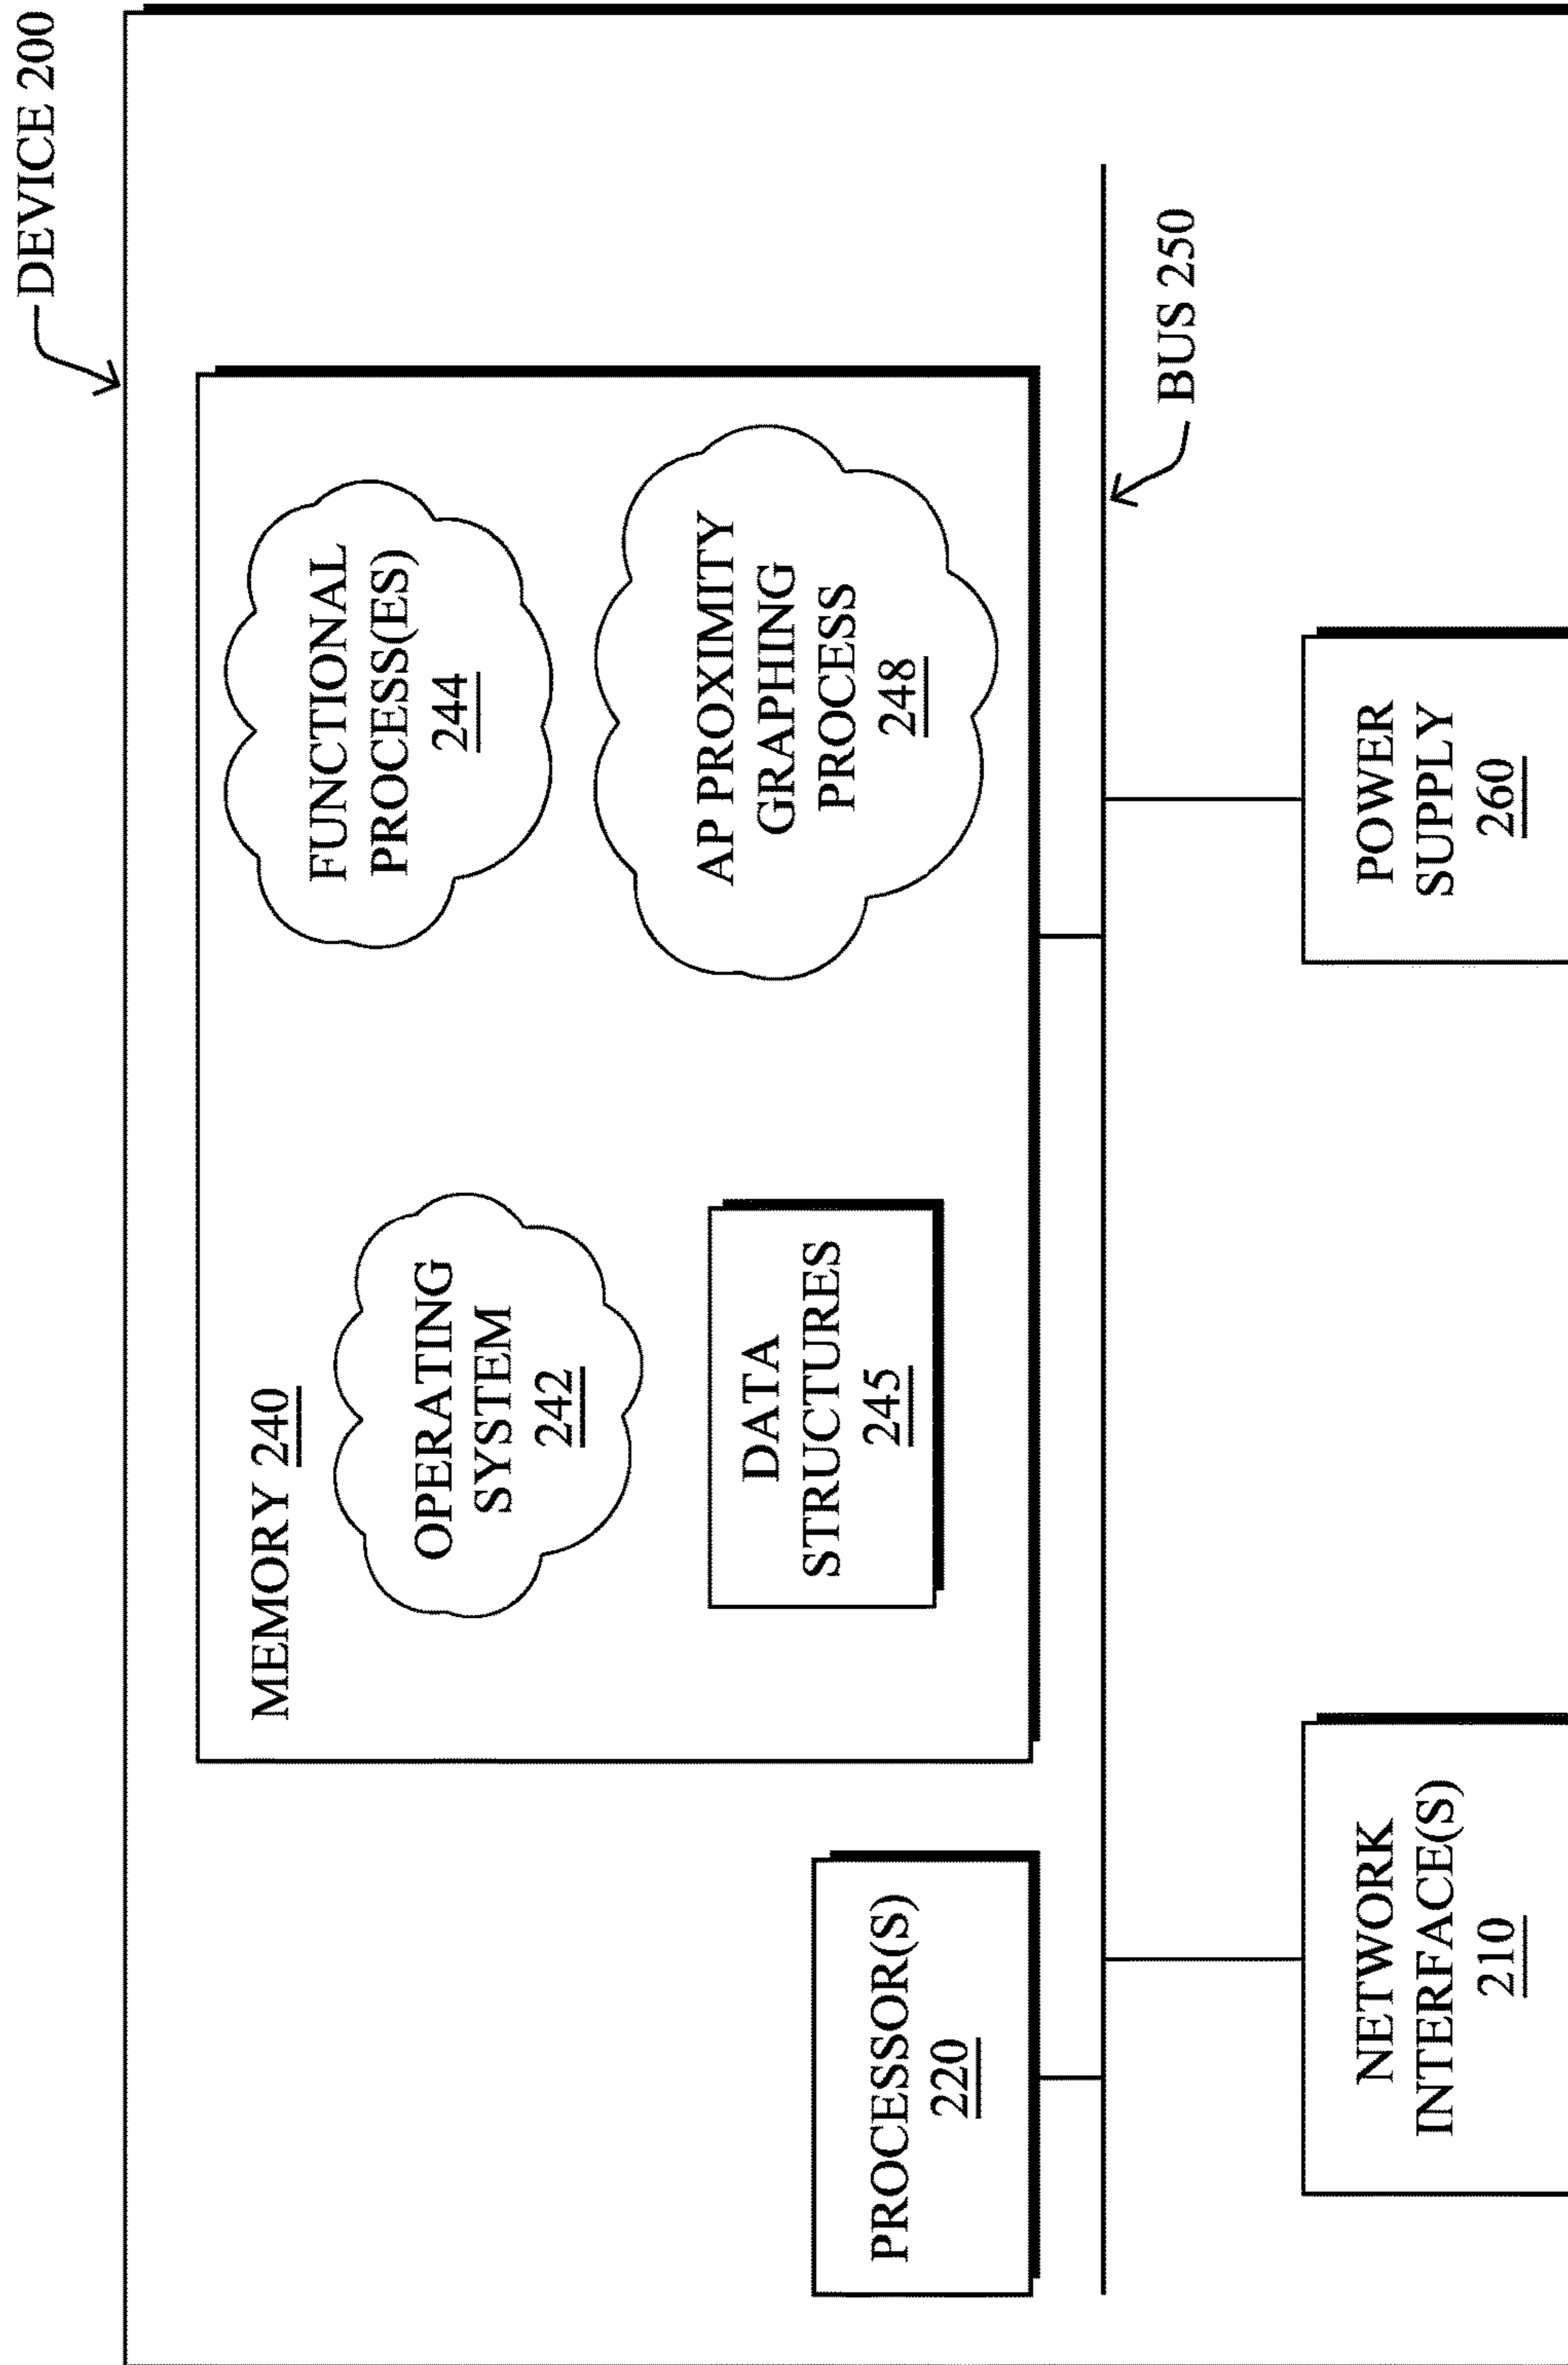 DEVICE 200
MEMORY 240
FUNCTIONAL
PROCESS(ES)
244
OPERATING
SYSTEM
242
AP PROXIMITY
GRAPHING
PROCESS
248
DATA
STRUCTURES
245
PROCESSOR(S)
220
BUS 250
NETWORK
INTERFACE(S)
210
POWER
SUPPLY
260